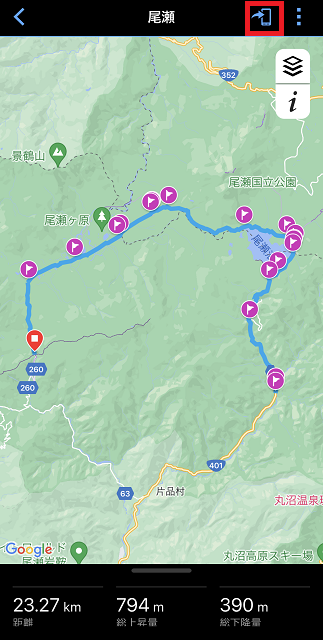 尾瀬
352
景鶴山
尾瀬国立公園
尾瀬ヶ原
尾瀬沼
260
260
401
63
片品村
丸沼温泉
Google
ド
尾瀬岩鞍
丸沼高原スキー場
23.27 km
794 m
390 m
距離
総上昇量
総下降量